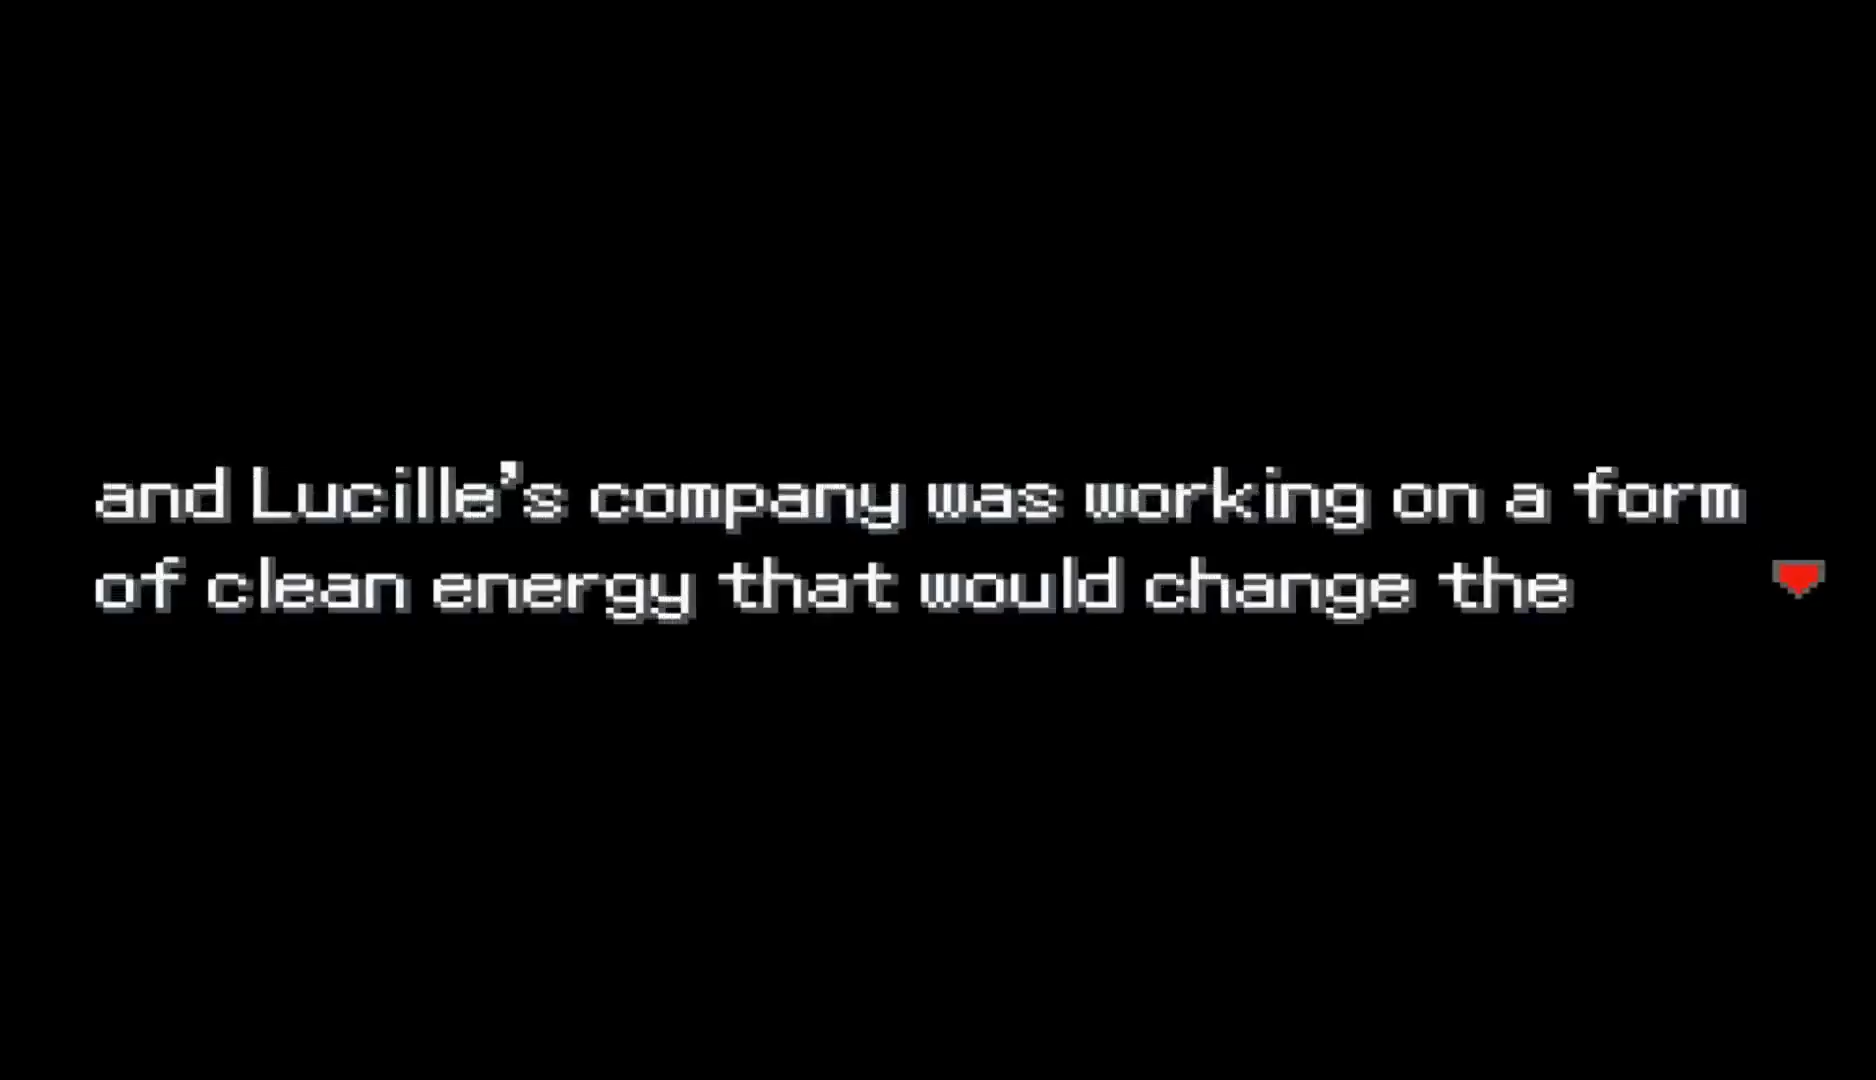 and Lucille's company was working on a form
of clean energy that would change the